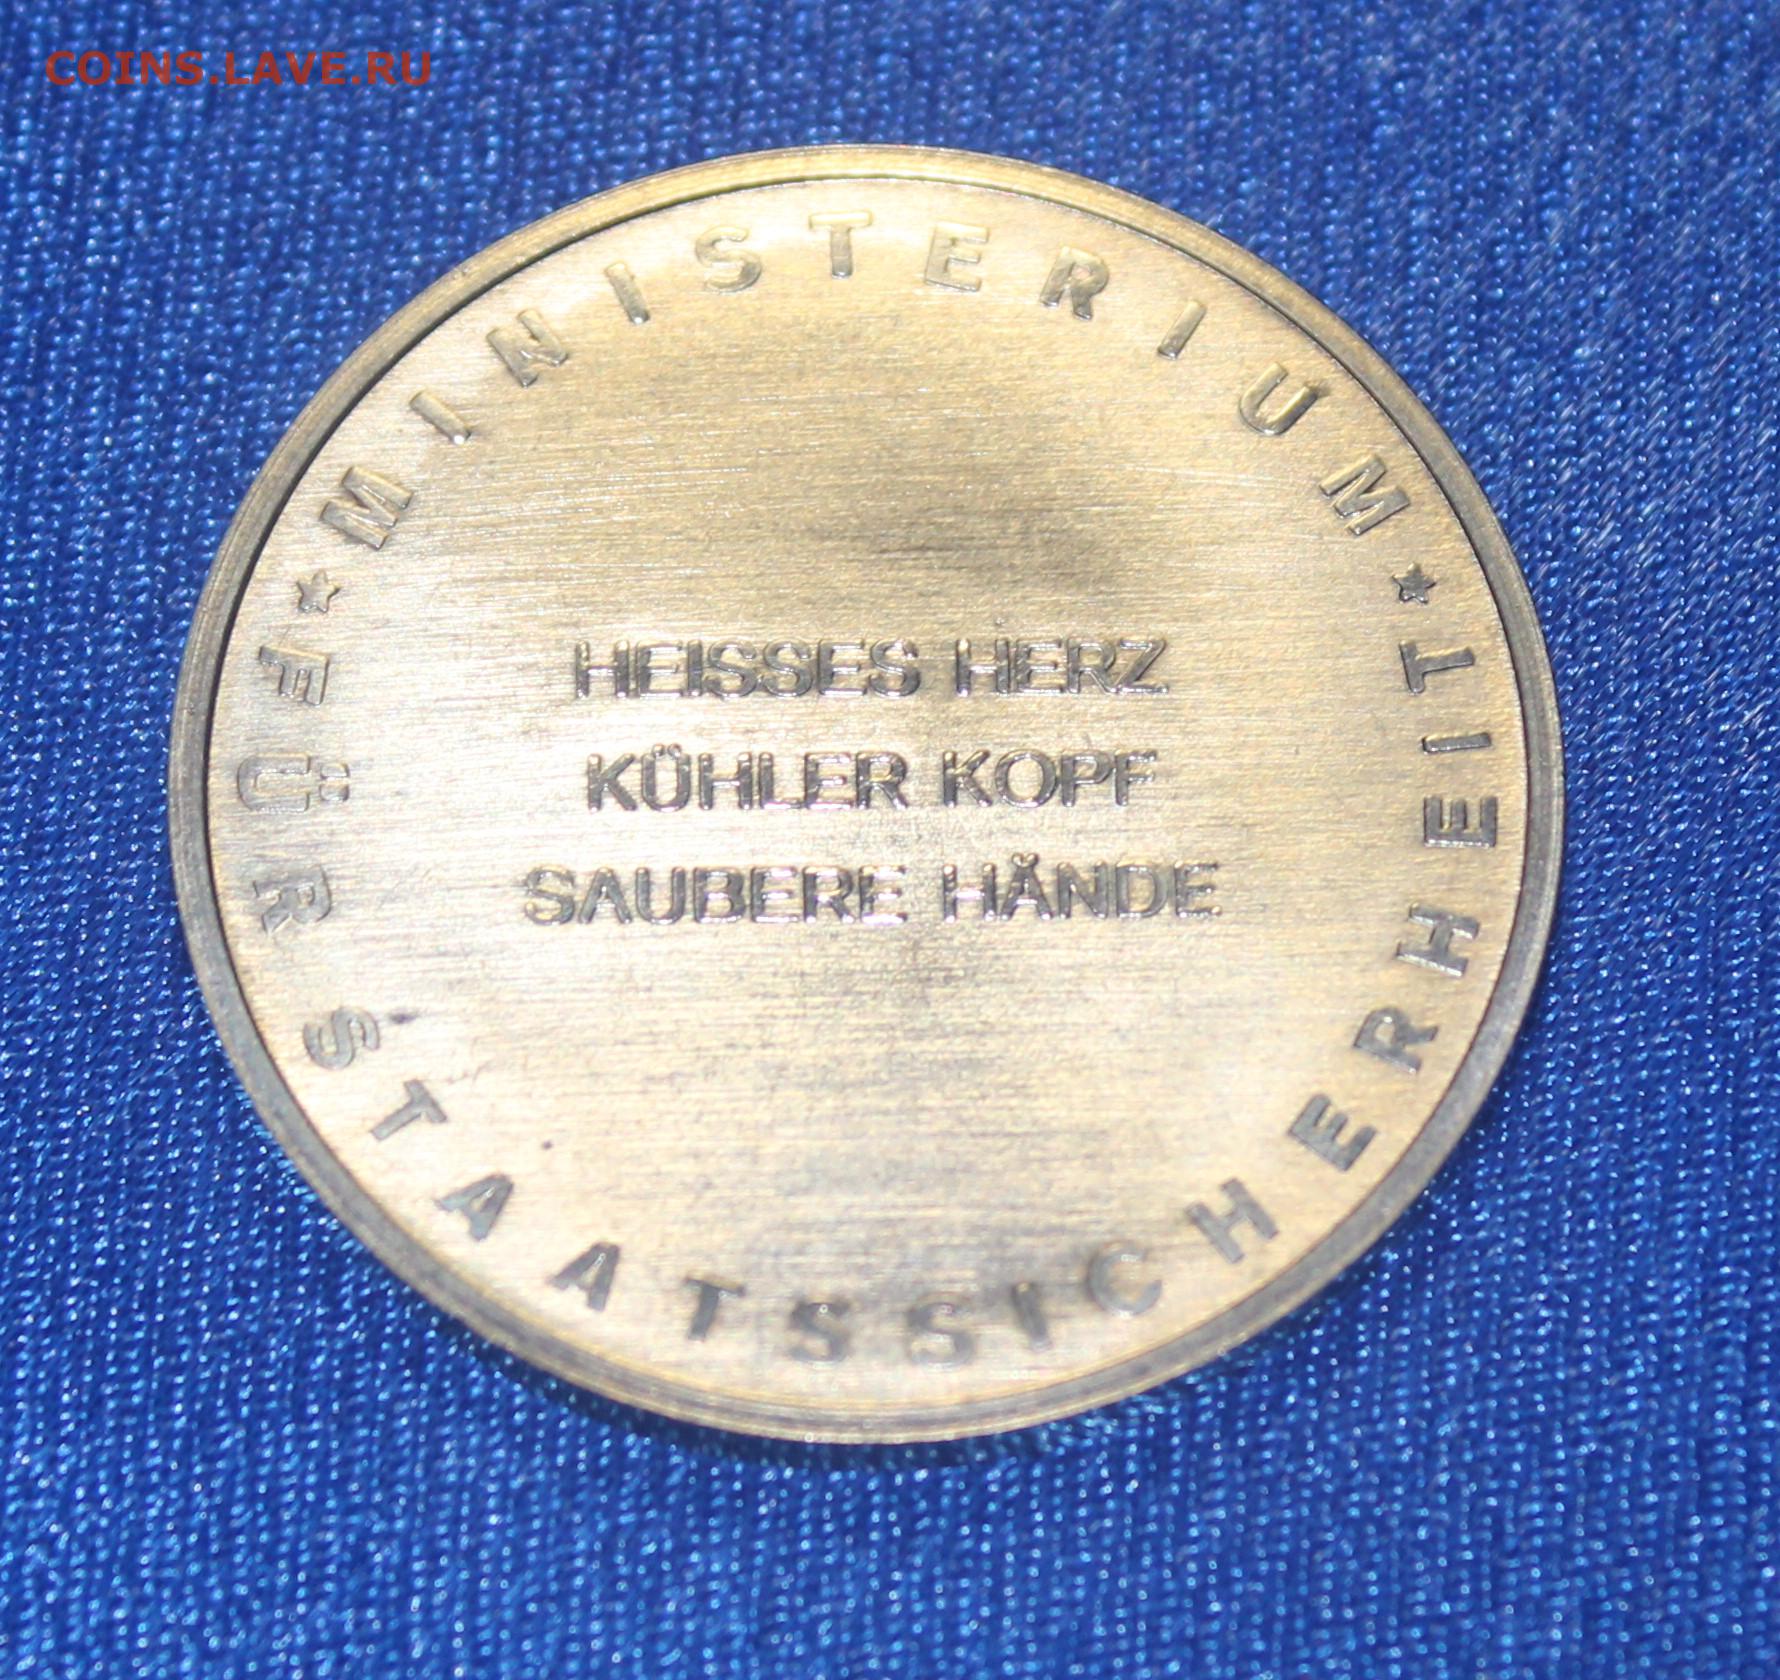 COINS.LAVE.RU
MINISTERIUM
HEISSES HERZ
KÜHLER KOPF
SAUBERE HÄNDE
FÜR STAATSSICHERHEIT